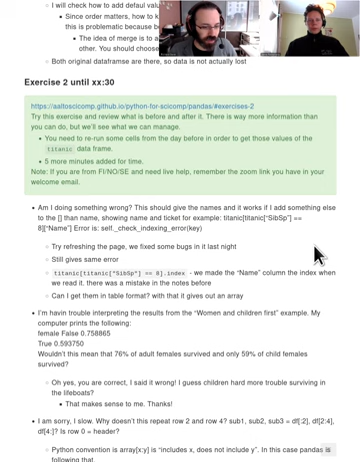 I will check how to add defaul valu
Since order matters, how to k
this is problematic because b
The idea of merge is to a
other. You should choose
Both original dataframe are there, so data is not actually lost
Exercise 2 until xx:30
https://aaltoscicomp.github.io/python-for-scicomp/pandas/#exercises-2
Try this exercise and review what is before and after it. There is way more information than
you can do, but we'll see what we can manage.
You need to re-run some cells from the day before in order to get those values of the
titanic data frame.
5 more minutes added for time.
Note: If you are from FI/NO/SE and need live help, remember the zoom link you have in your
welcome email.
Am I doing something wrong? This should give the names and it works if I add something else
to the [] than name, showing name and ticket for example: titanic[titanic["SibSp"] ==
8]["Name"] Error is: self._check_indexing_error(key)
Try refreshing the page, we fixed some bugs in it last night
Still gives same error
titanic[titanic["SibSp"] == 8].index - we made the "Name" column the index when
we read it. there was a mistake in the notes before
Can I get them in table format? with that it gives out an array
I'm havin trouble interpreting the results from the "Women and children first" example. My
computer prints the following:
female False 0.758865
True 0.593750
Wouldn't this mean that 76% of adult females survived and only 59% of child females
survived?
Oh yes, you are correct, I said it wrong! I guess children hard more trouble surviving in
the lifeboats?
That makes sense to me. Thanks!
I am sorry, I slow. Why doesn't this repeat row 2 and row 4? sub1, sub2, sub3 = df[:2], df[2:4],
df[4:]? Is row 0 = header?
Python convention is array[x:y] is "includes x, does not include y". In this case pandas is
following that.